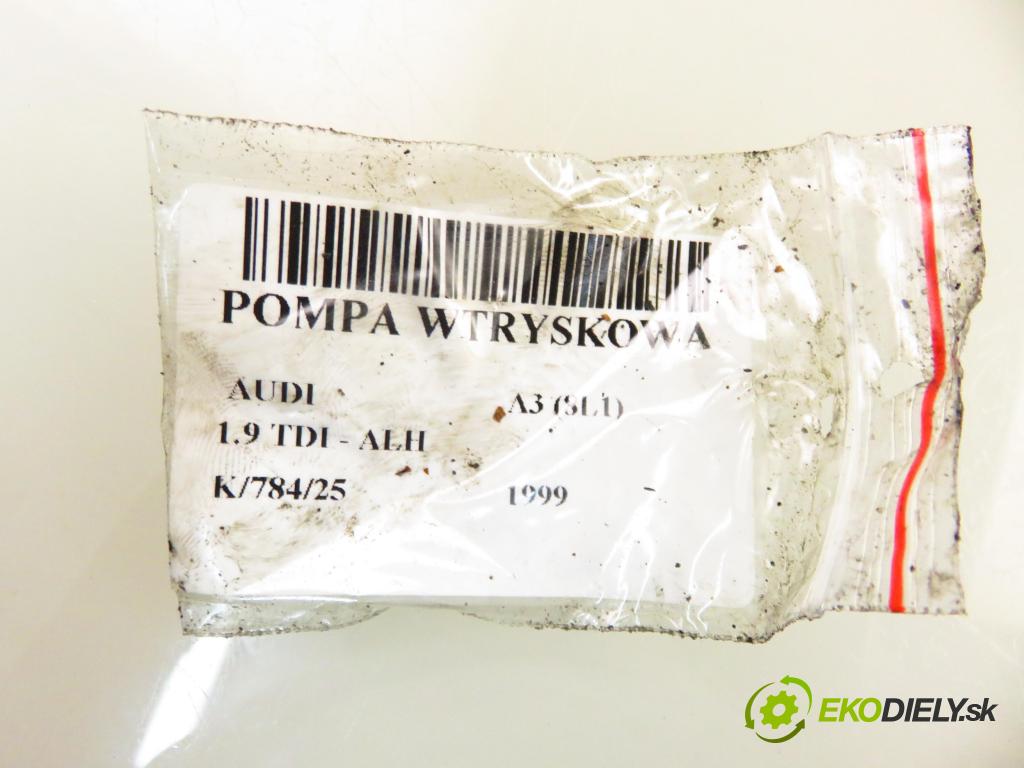 POMPA WTRYSKOWA
AUDI A3 (8L1)
1.9 TDI - ALH
K/784/25 1999
EKODIELY.sk